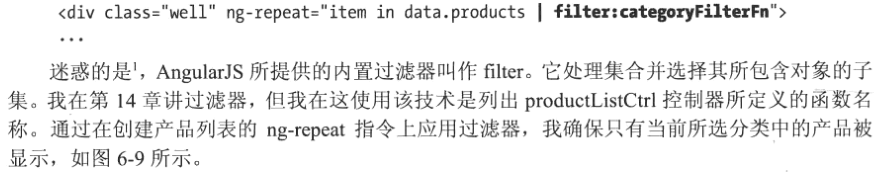 <div class="well" ng-repeat="item in data.products | filter:categoryFilterFn">
...
迷惑的是¹，AngularJS 所提供的内置过滤器叫作 filter。它处理集合并选择其所包含对象的子
集。我在第 14 章讲过滤器，但我在这使用该技术是列出 productListCtrl 控制器所定义的函数名
称。通过在创建产品列表的 ng-repeat 指令上应用过滤器，我确保只有当前所选分类中的产品被
显示，如图 6-9 所示。